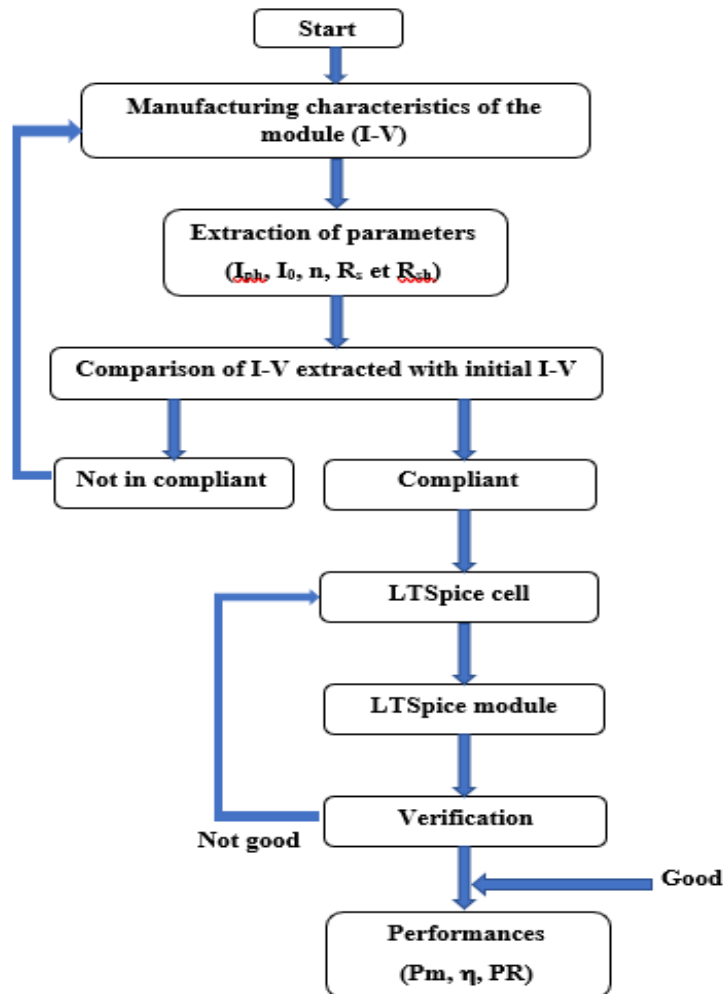 Start
Manufacturing characteristics of the
module (I-V)
Extraction of parameters
(Iph, I0, n, Rs et Rsh)
Comparison of I-V extracted with initial I-V
Not in compliant
Compliant
LTSpice cell
LTSpice module
Verification
Not good
Good
Performances
(Pm, η, PR)